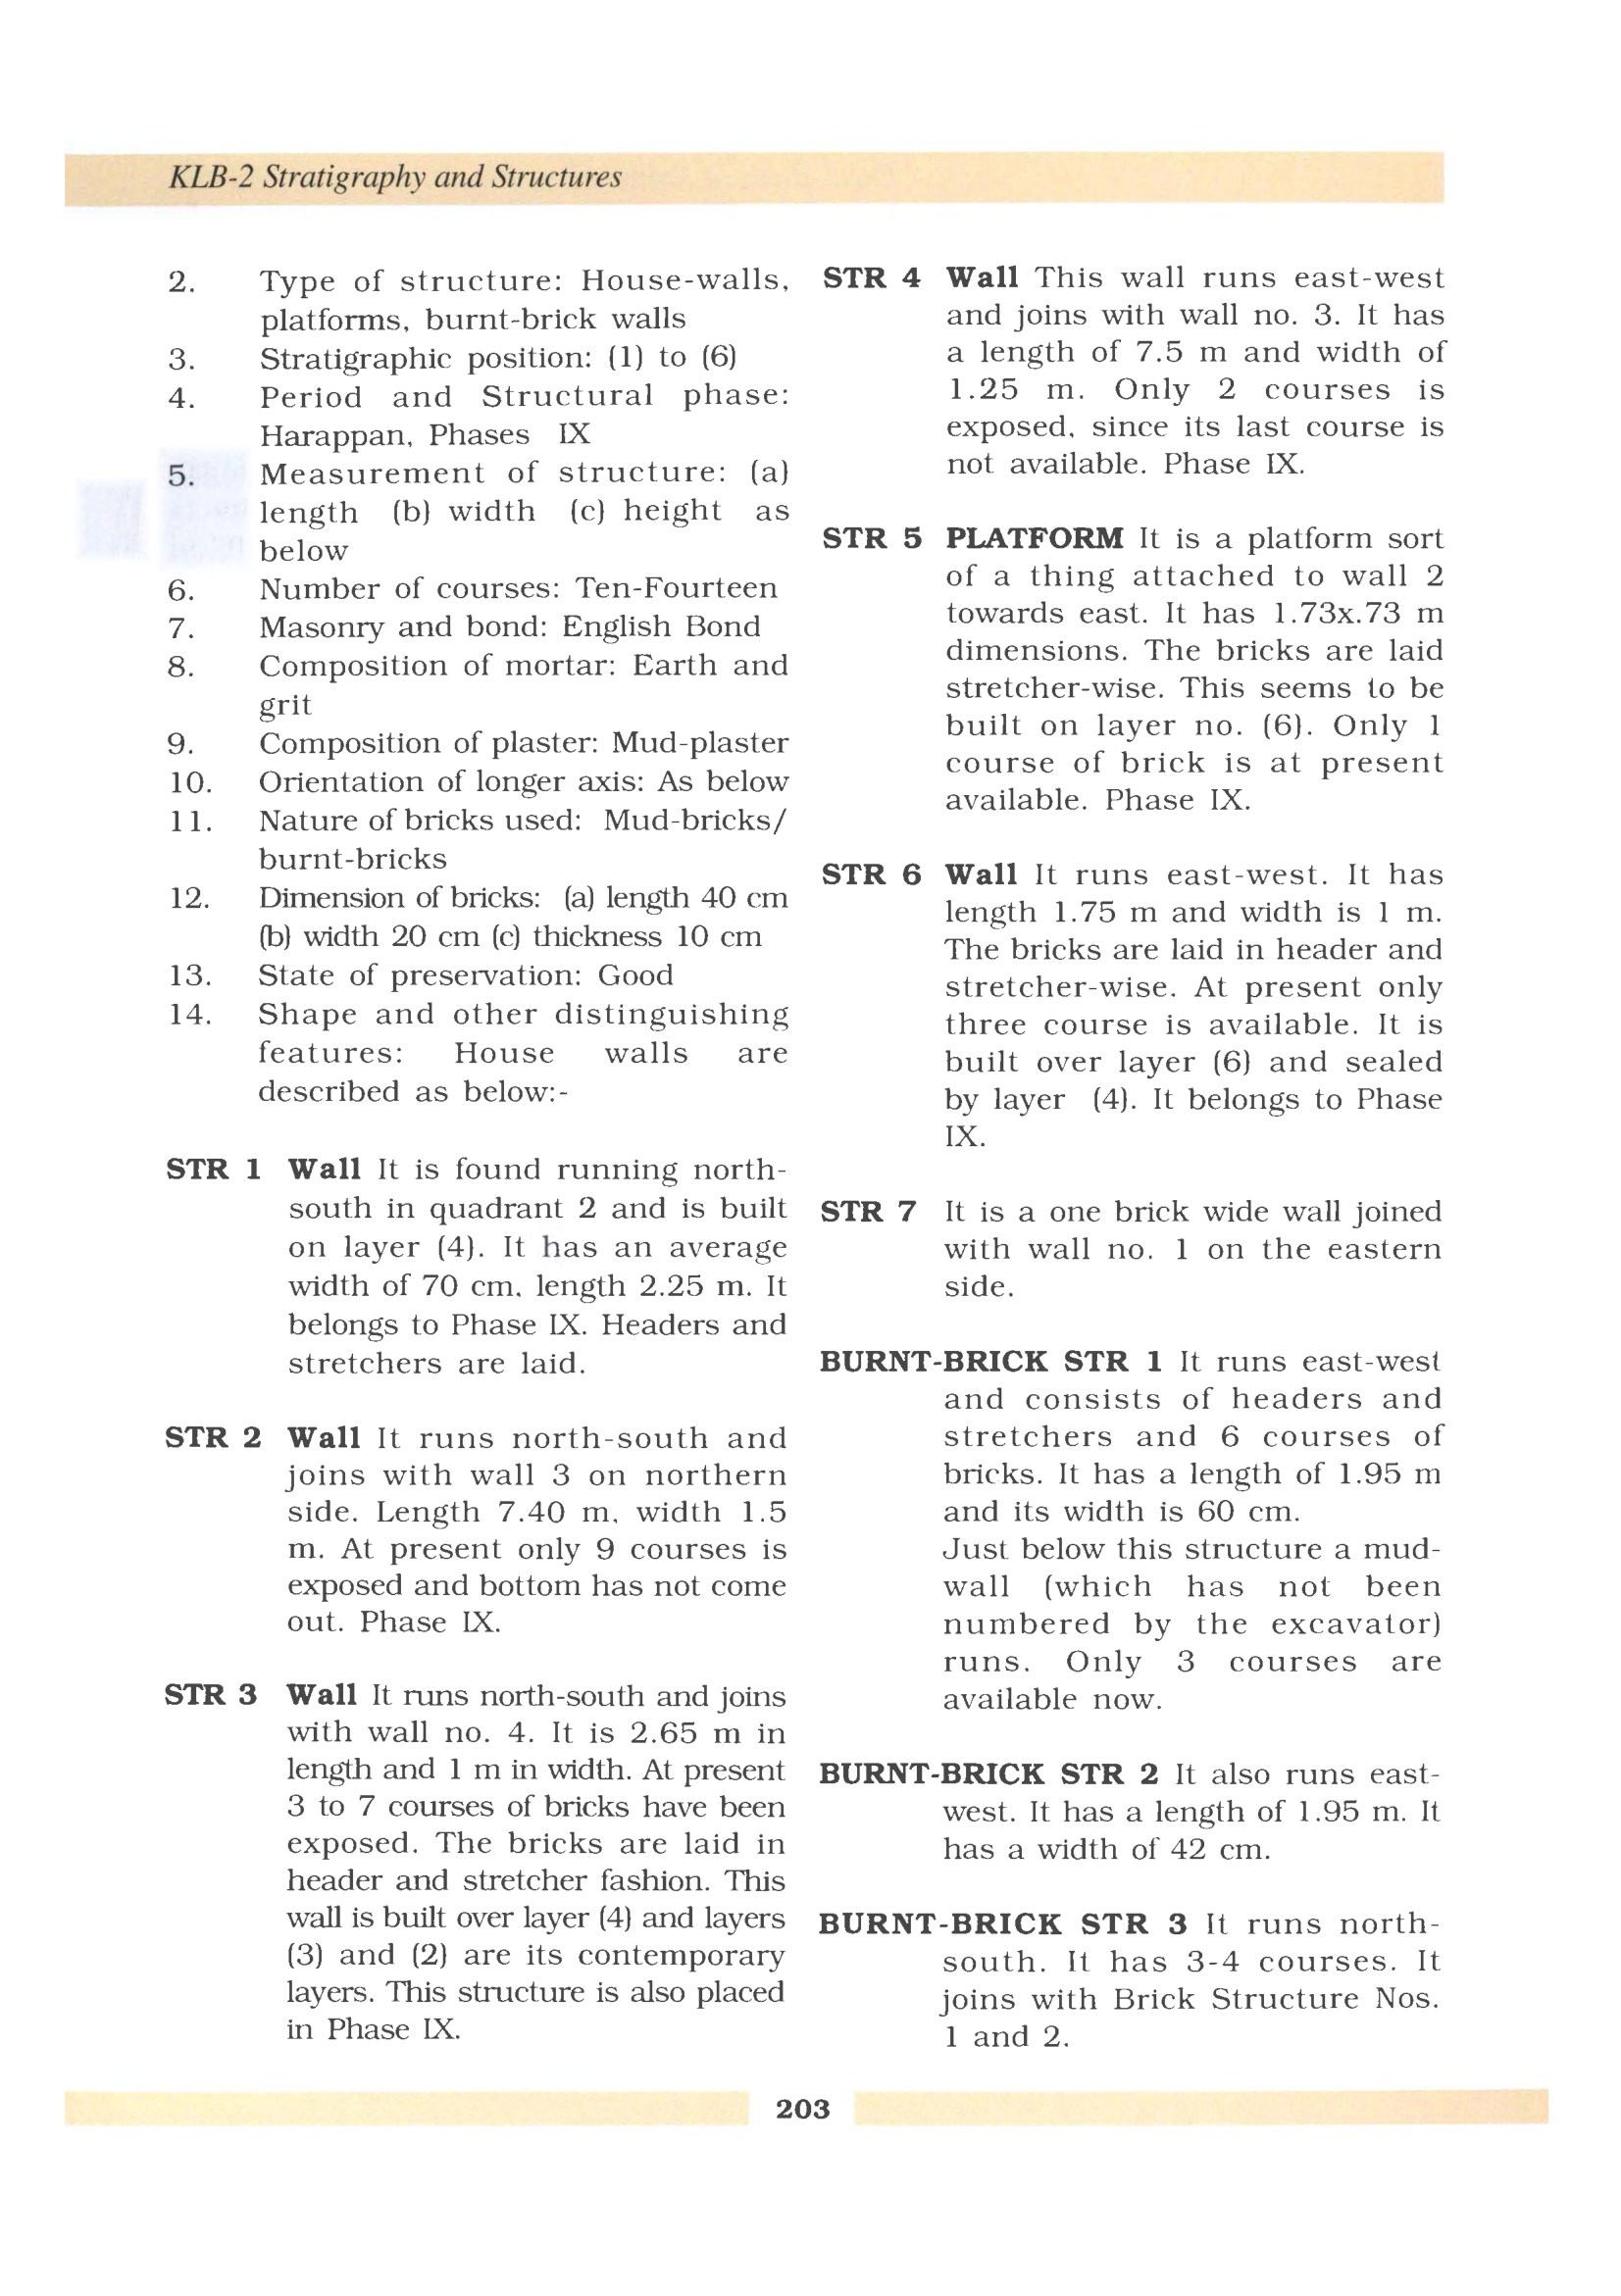 KLB-2 Stratigraphy and Structures
2. Type of structure: House-walls,
platforms, burnt-brick walls
3. Stratigraphic position: (1) to (6)
4. Period and Structural phase:
Harappan, Phases IX
5. Measurement of structure: (a)
length (b) width (c) height as
below
6. Number of courses: Ten-Fourteen
7. Masonry and bond: English Bond
8. Composition of mortar: Earth and
grit
9. Composition of plaster: Mud-plaster
10. Orientation of longer axis: As below
11. Nature of bricks used: Mud-bricks/
burnt-bricks
12. Dimension of bricks: (a) length 40 cm
(b) width 20 cm (c) thickness 10 cm
13. State of preservation: Good
14. Shape and other distinguishing
features: House walls are
described as below:-
STR 1 Wall It is found running north-
south in quadrant 2 and is built
on layer (4). It has an average
width of 70 cm, length 2.25 m. It
belongs to Phase IX. Headers and
stretchers are laid.
STR 2 Wall It runs north-south and
joins with wall 3 on northern
side. Length 7.40 m, width 1.5
m. At present only 9 courses is
exposed and bottom has not come
out. Phase IX.
STR 3 Wall It runs north-south and joins
with wall no. 4. It is 2.65 m in
length and 1 m in width. At present
3 to 7 courses of bricks have been
exposed. The bricks are laid in
header and stretcher fashion. This
wall is built over layer (4) and layers
(3) and (2) are its contemporary
layers. This structure is also placed
in Phase IX.
STR 4 Wall This wall runs east-west
and joins with wall no. 3. It has
a length of 7.5 m and width of
1.25 m. Only 2 courses is
exposed, since its last course is
not available. Phase IX.
STR 5 PLATFORM It is a platform sort
of a thing attached to wall 2
towards east. It has 1.73x.73 m
dimensions. The bricks are laid
stretcher-wise. This seems to be
built on layer no. (6). Only 1
course of brick is at present
available. Phase IX.
STR 6 Wall It runs east-west. It has
length 1.75 m and width is 1 m.
The bricks are laid in header and
stretcher-wise. At present only
three course is available. It is
built over layer (6) and sealed
by layer (4). It belongs to Phase
IX.
STR 7 It is a one brick wide wall joined
with wall no. 1 on the eastern
side.
BURNT-BRICK STR 1 It runs east-west
and consists of headers and
stretchers and 6 courses of
bricks. It has a length of 1.95 m
and its width is 60 cm.
Just below this structure a mud-
wall (which has not been
numbered by the excavator)
runs. Only 3 courses are
available now.
BURNT-BRICK STR 2 It also runs east-
west. It has a length of 1.95 m. It
has a width of 42 cm.
BURNT-BRICK STR 3 It runs north-
south. It has 3-4 courses. It
joins with Brick Structure Nos.
1 and 2.
203